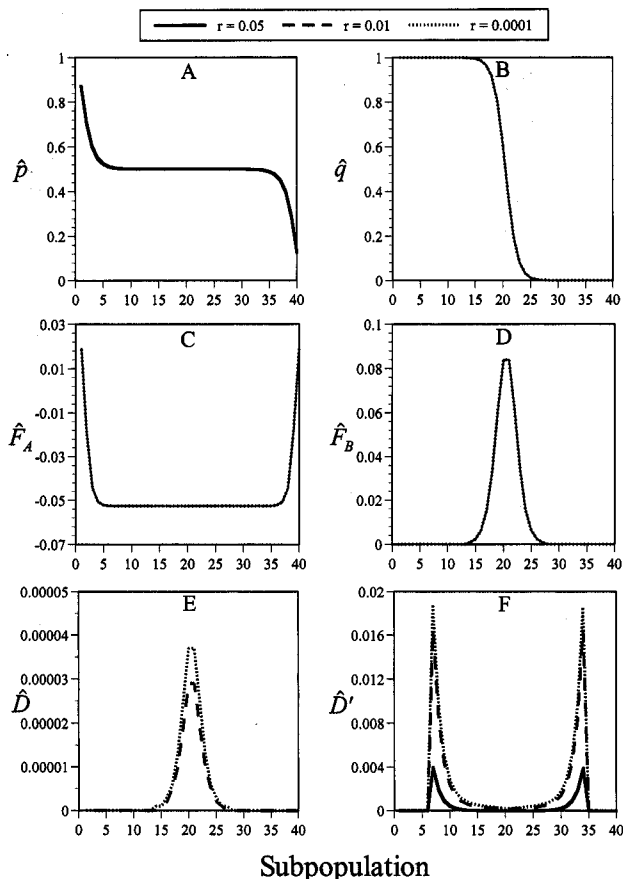 r = 0.05 r = 0.01 r = 0.0001
A
1
0.8
0.6
0.4
0.2
0
p̂
0 5 10 15 20 25 30 35 40
B
1
0.8
0.6
0.4
0.2
0
q̂
0 5 10 15 20 25 30 35 40
C
0.03
0.01
-0.01
-0.03
-0.05
-0.07
F̂A
0 5 10 15 20 25 30 35 40
D
0.1
0.08
0.06
0.04
0.02
0
F̂B
0 5 10 15 20 25 30 35 40
E
0.00005
0.00004
0.00003
0.00002
0.00001
0
D̂
0 5 10 15 20 25 30 35 40
F
0.02
0.016
0.012
0.008
0.004
0
D̂'
0 5 10 15 20 25 30 35 40
Subpopulation